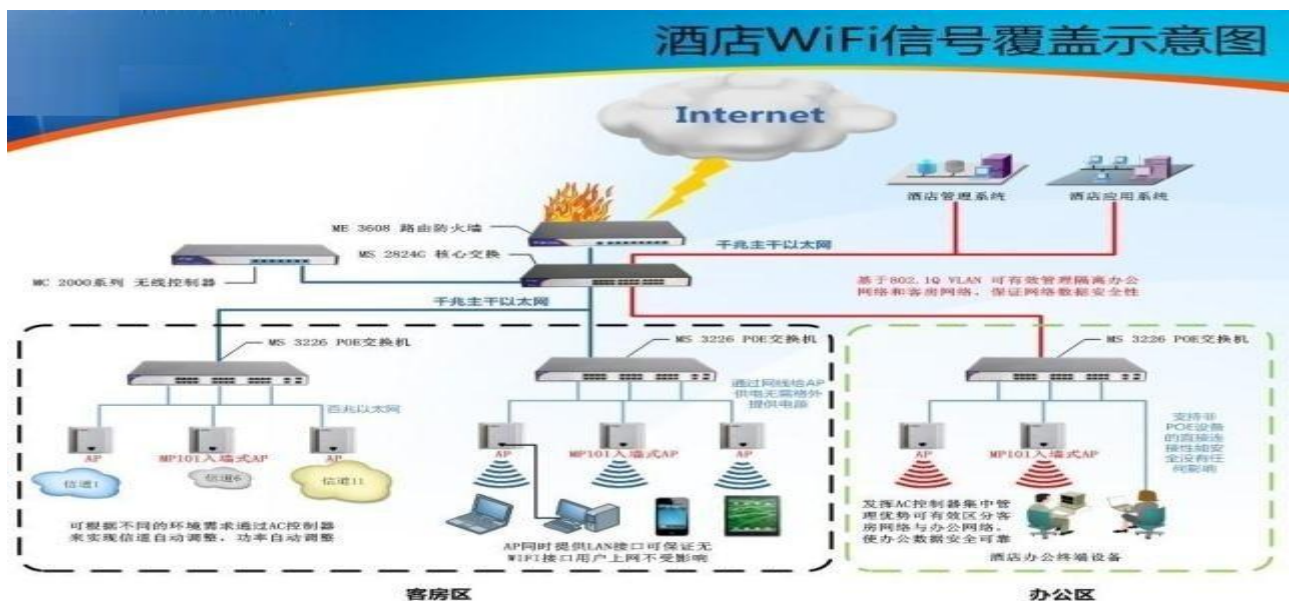 酒店WiFi信号覆盖示意图
Internet
酒店管理系统
酒店应用系统
ME 3608 路由防火墙
千兆主干以太网
MS 2824G 核心交换
MC 2000系列 无线控制器
基于802.1Q VLAN 可有效管理隔离办公
网络和客房网络，保证网络数据安全性
千兆主干以太网
MS 3226 POE交换机
MS 3226 POE交换机
MS 3226 POE交换机
百兆以太网
通过网线给AP
供电无需格外
提供电源
支持非
POE设备
的直接连
接性能安
全没有任
何影响
AP
MP101入墙式AP
AP
AP
MP101入墙式AP
AP
AP
MP101入墙式AP
信道1
信道6
信道11
可根据不同的环境需求通过AC控制器
来实现信道自动调整，功率自动调整
AP同时提供LAN接口可保证无
WIFI接口用户上网不受影响
发挥AC控制器集中管
理优势可有效区分客
房网络与办公网络，
使办公数据安全可靠
酒店办公终端设备
客房区
办公区